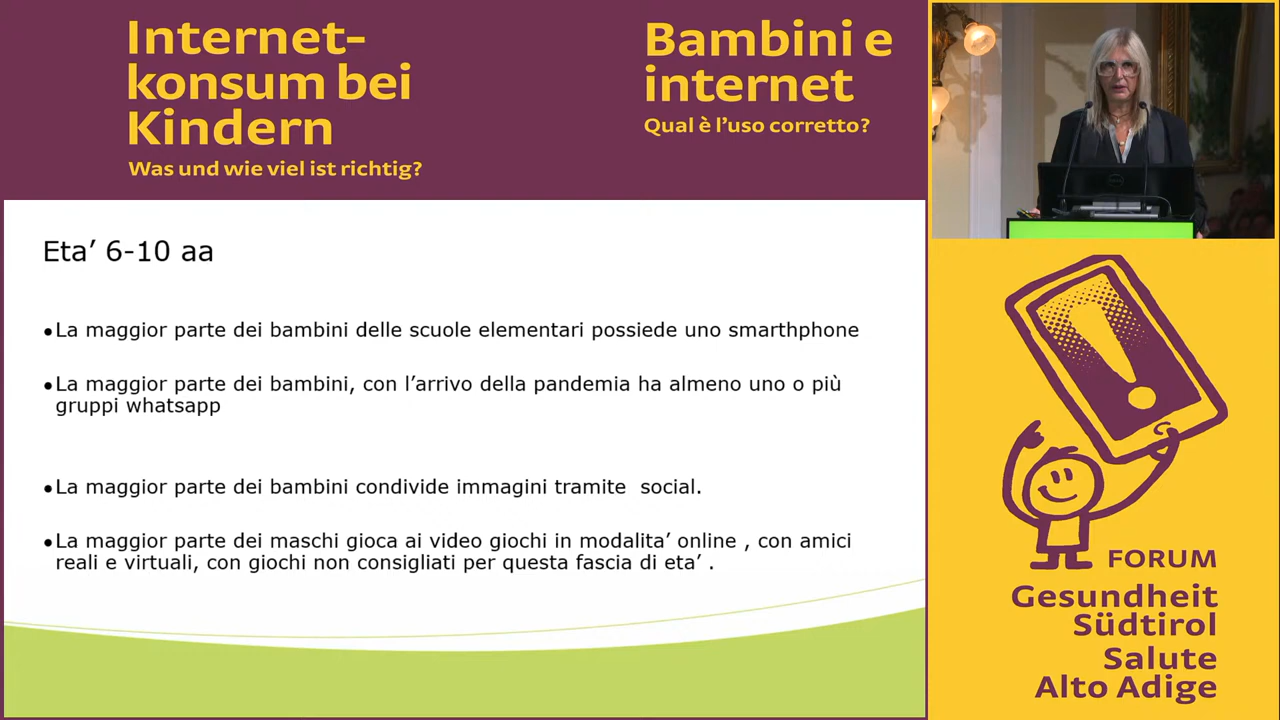 Internet-
konsum bei
Kindern
Was und wie viel ist richtig?
Bambini e
internet
Qual è l'uso corretto?
Eta' 6-10 aa
•La maggior parte dei bambini delle scuole elementari possiede uno smarthphone
•La maggior parte dei bambini, con l'arrivo della pandemia ha almeno uno o più
gruppi whatsapp
•La maggior parte dei bambini condivide immagini tramite  social.
•La maggior parte dei maschi gioca ai video giochi in modalita' online , con amici
reali e virtuali, con giochi non consigliati per questa fascia di eta' .
FORUM
Gesundheit
Südtirol
Salute
Alto Adige